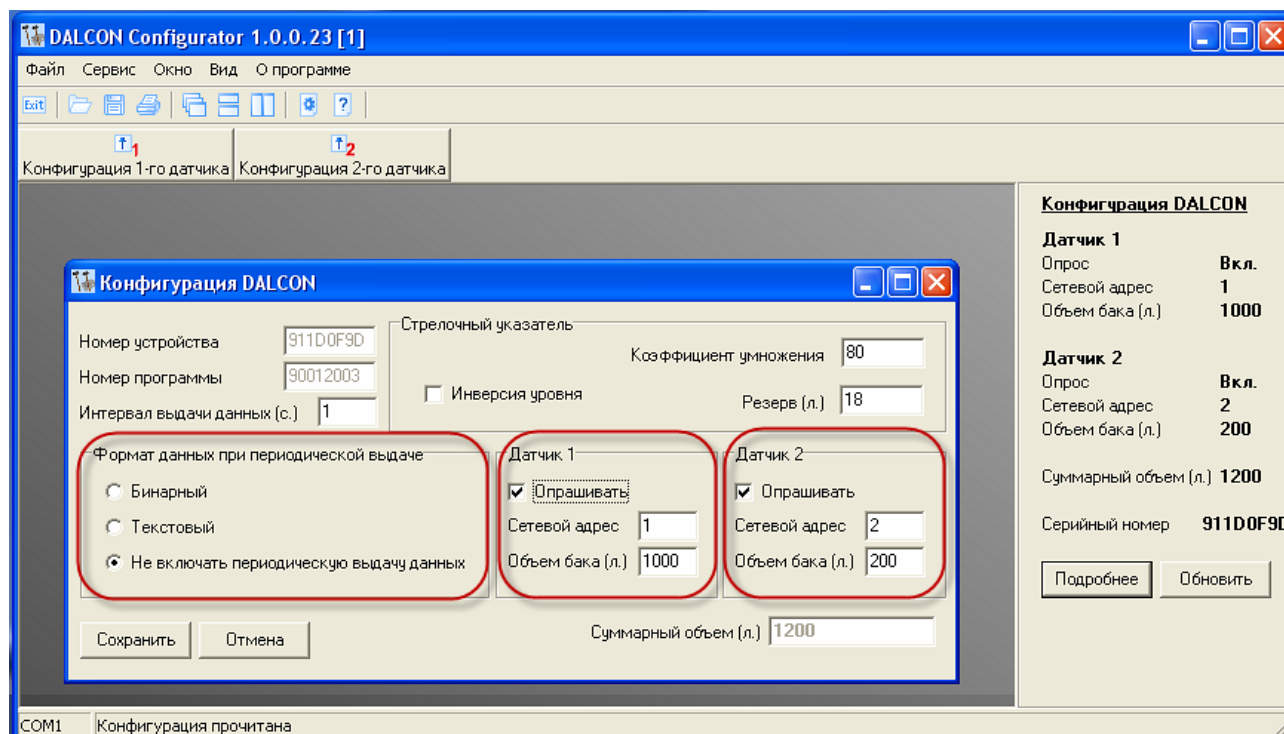 DALCON Configurator 1.0.0.23 [1]
Файл Сервис Окно Вид О программе
Exit
1 2
Конфигурация 1-го датчика Конфигурация 2-го датчика
Конфигурация DALCON
Номер устройства 911D0F9D
Номер программы 90012003
Интервал выдачи данных (с.) 1
Стрелочный указатель
Коэффициент умножения 80
Инверсия уровня
Резерв (л.) 18
Формат данных при периодической выдаче
Бинарный
Текстовый
Не включать периодическую выдачу данных
Датчик 1
Опрашивать
Сетевой адрес 1
Объем бака (л.) 1000
Датчик 2
Опрашивать
Сетевой адрес 2
Объем бака (л.) 200
Сохранить Отмена
Суммарный объем (л.) 1200
Конфигурация DALCON
Датчик 1
Опрос Вкл.
Сетевой адрес 1
Объем бака (л.) 1000
Датчик 2
Опрос Вкл.
Сетевой адрес 2
Объем бака (л.) 200
Суммарный объем (л.) 1200
Серийный номер 911D0F9D
Подробнее Обновить
COM1 Конфигурация прочитана